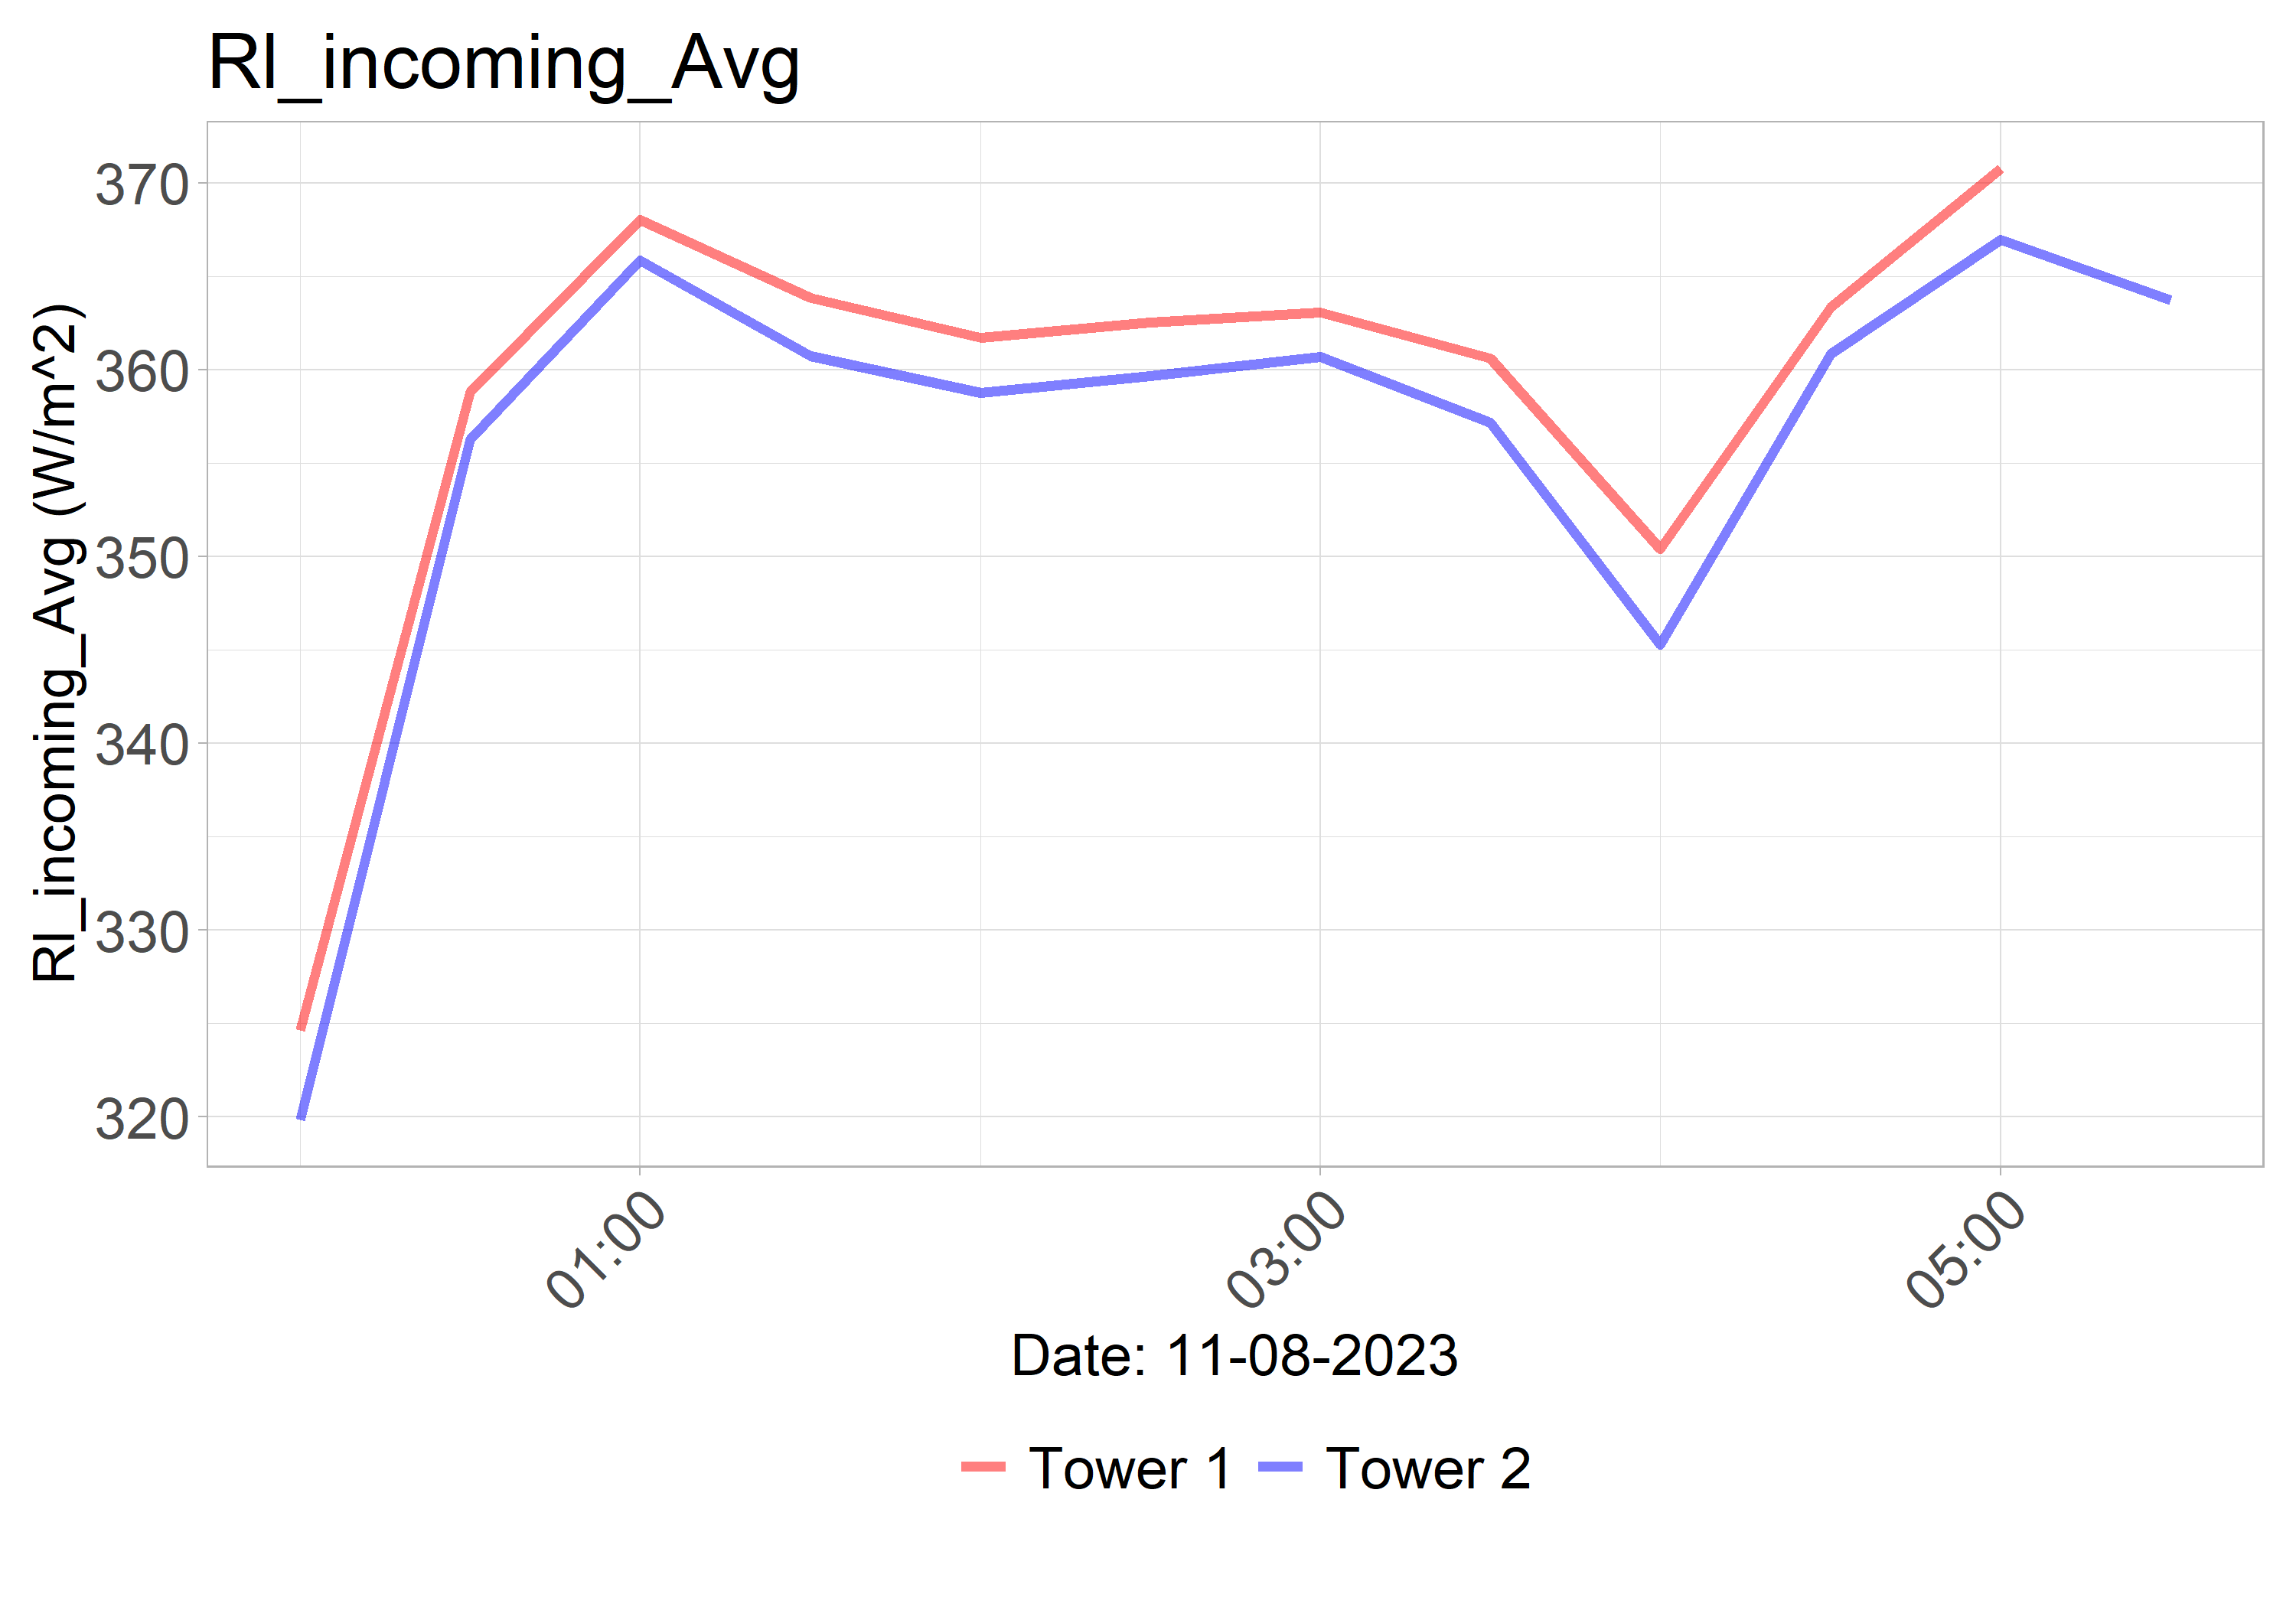 Rl_incoming_Avg
Rl_incoming_Avg (W/m^2)
370
360
350
340
330
320
01:00
03:00
05:00
Date: 11-08-2023
Tower 1
Tower 2